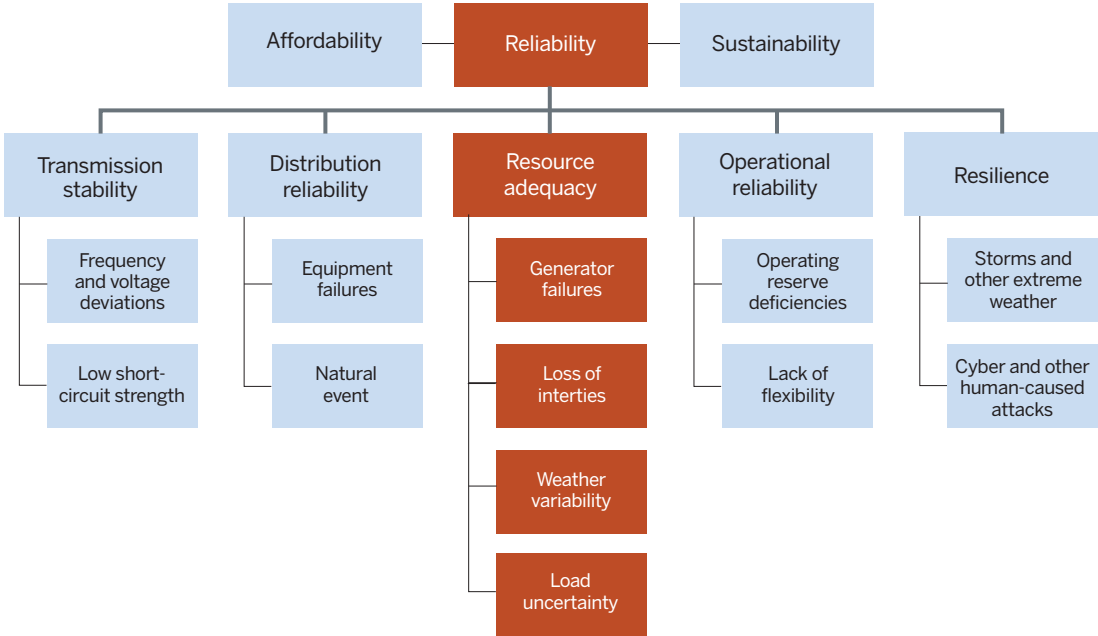 Affordability
Reliability
Sustainability
Transmission
stability
Distribution
reliability
Resource
adequacy
Operational
reliability
Resilience
Frequency
and voltage
deviations
Low short-
circuit strength
Equipment
failures
Natural
event
Generator
failures
Loss of
interties
Weather
variability
Load
uncertainty
Operating
reserve
deficiencies
Lack of
flexibility
Storms and
other extreme
weather
Cyber and other
human-caused
attacks